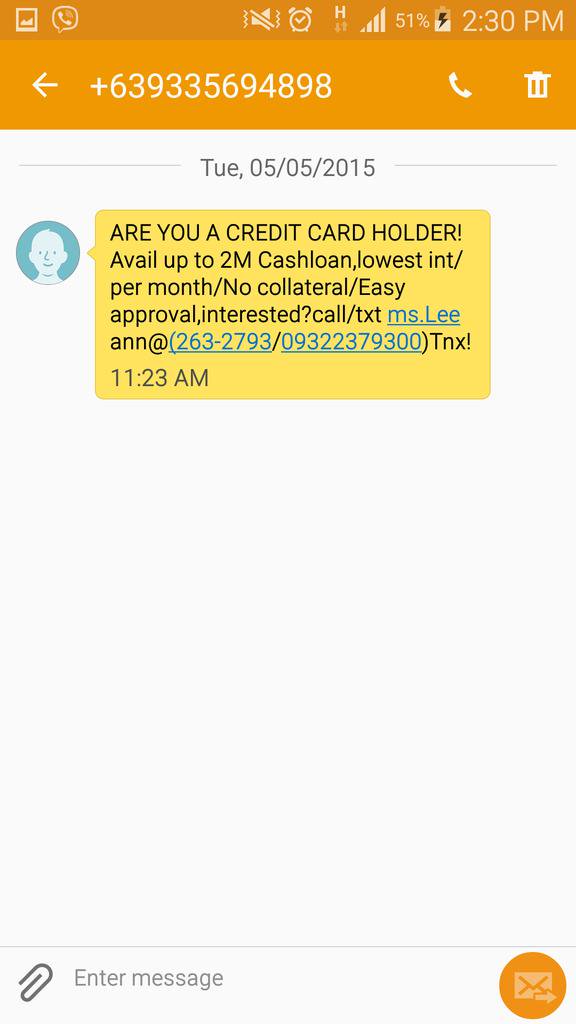 H 51% 2:30 PM
+639335694898
Tue, 05/05/2015
ARE YOU A CREDIT CARD HOLDER!
Avail up to 2M Cashloan,lowest int/
per month/No collateral/Easy
approval,interested?call/txt ms.Lee
ann@(263-2793/09322379300)Tnx!
11:23 AM
Enter message